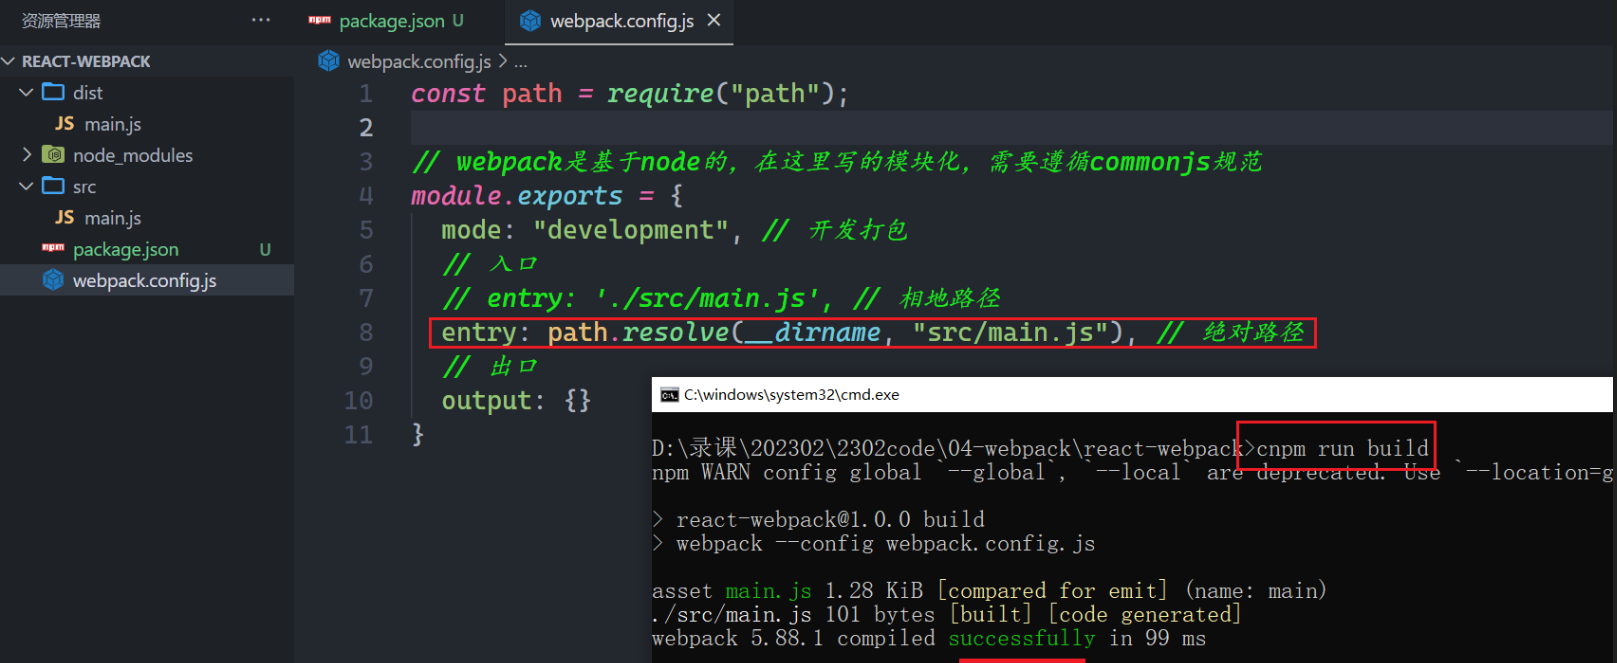 资源管理器 ···
npm package.json U
webpack.config.js ×
REACT-WEBPACK
dist
JS main.js
node_modules
src
JS main.js
npm package.json U
webpack.config.js
webpack.config.js > ...
1 const path = require("path");
2
3 // webpack是基于node的，在这里写的模块化，需要遵循commonjs规范
4 module.exports = {
5 mode: "development", // 开发打包
6 // 入口
7 // entry: './src/main.js', // 相地路径
8 entry: path.resolve(__dirname, "src/main.js"), // 绝对路径
9 // 出口
10 output: {}
11 }
C:\windows\system32\cmd.exe
D:\录课\202302\2302code\04-webpack\react-webpack>cnpm run build
npm WARN config global `--global`, `--local` are deprecated. Use `--location=g
> react-webpack@1.0.0 build
> webpack --config webpack.config.js
asset main.js 1.28 KiB [compared for emit] (name: main)
./src/main.js 101 bytes [built] [code generated]
webpack 5.88.1 compiled successfully in 99 ms